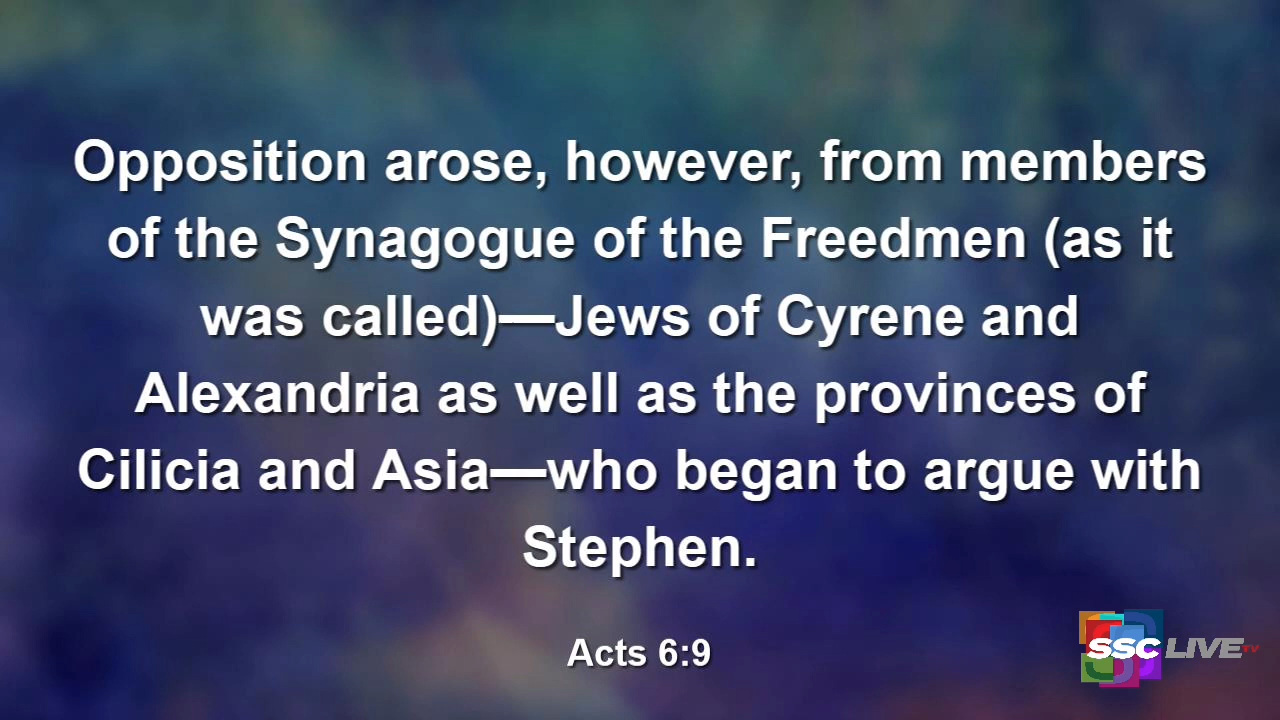 Opposition arose, however, from members
of the Synagogue of the Freedmen (as it
was called)—Jews of Cyrene and
Alexandria as well as the provinces of
Cilicia and Asia—who began to argue with
Stephen.
Acts 6:9
SSC LIVE TV